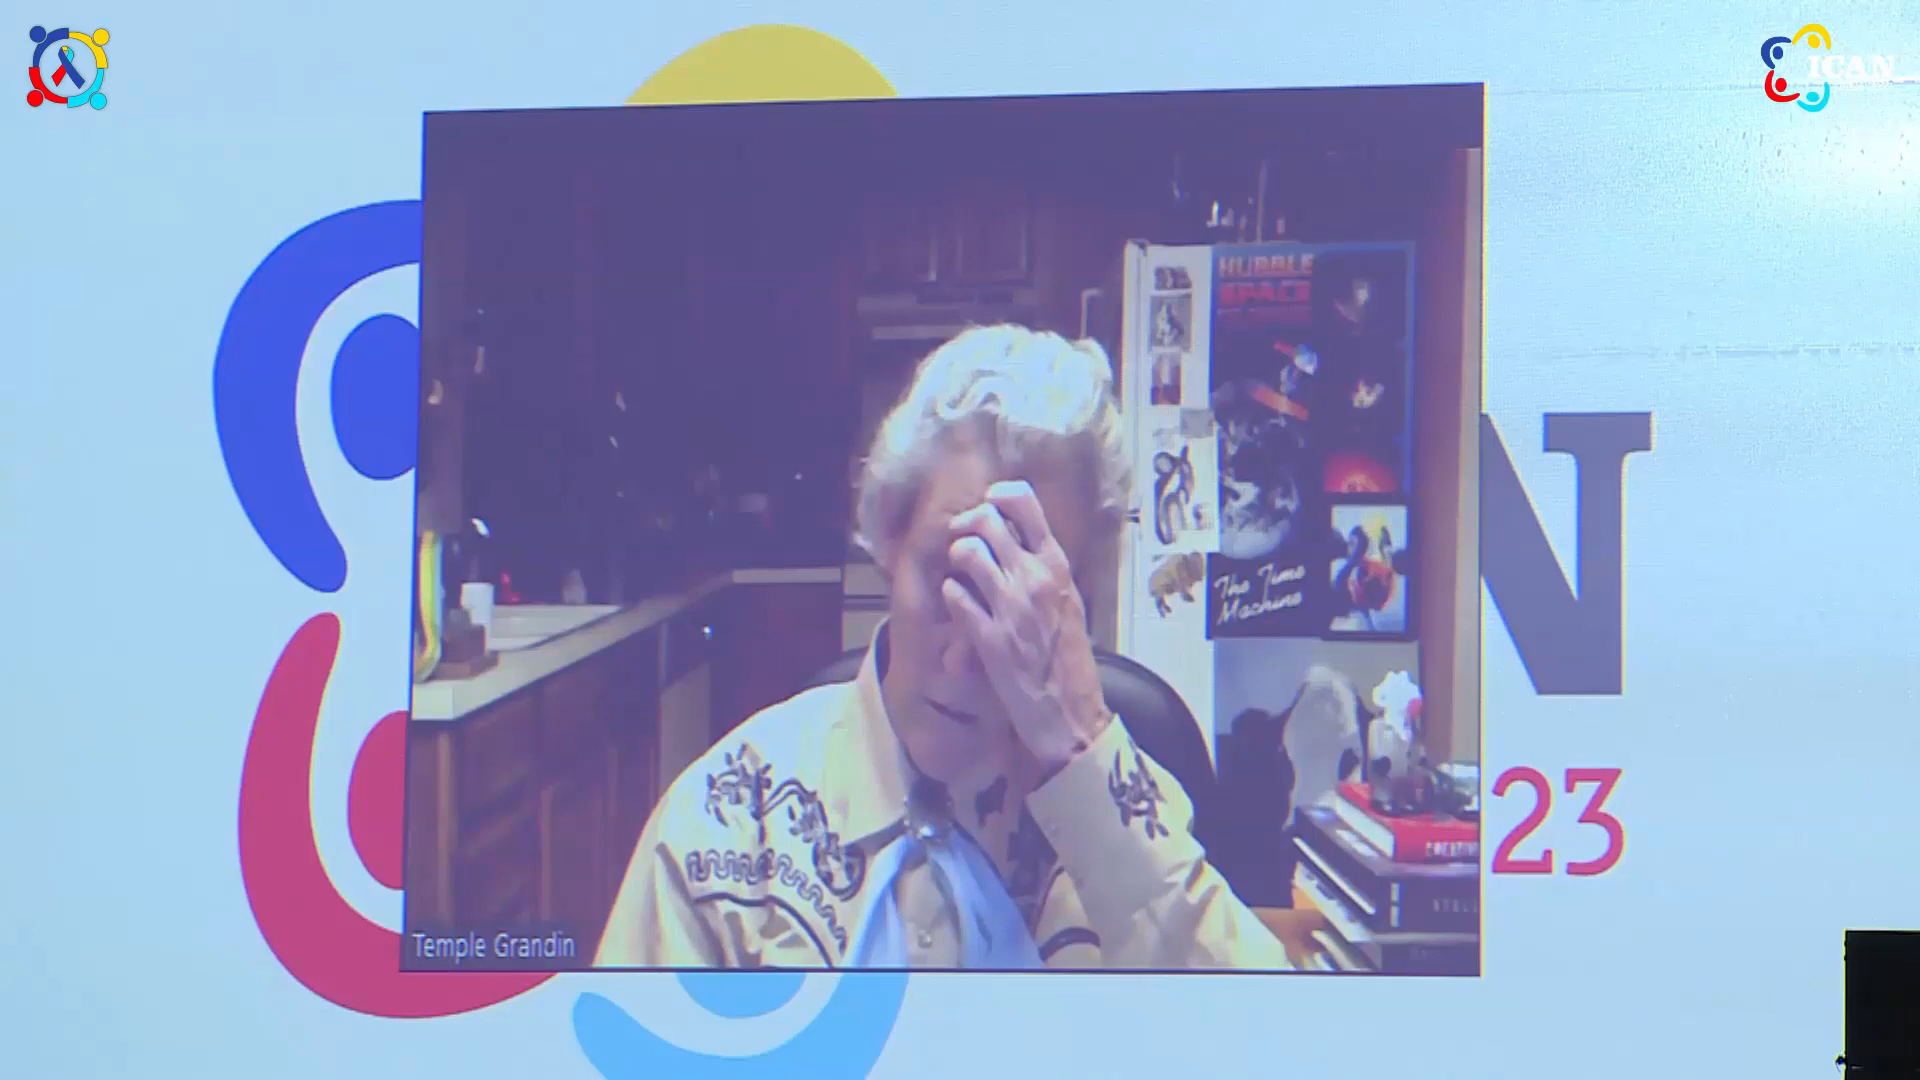 ICAN
HUBBLE
SPACE
The Time
Machine
N
23
Temple Grandin